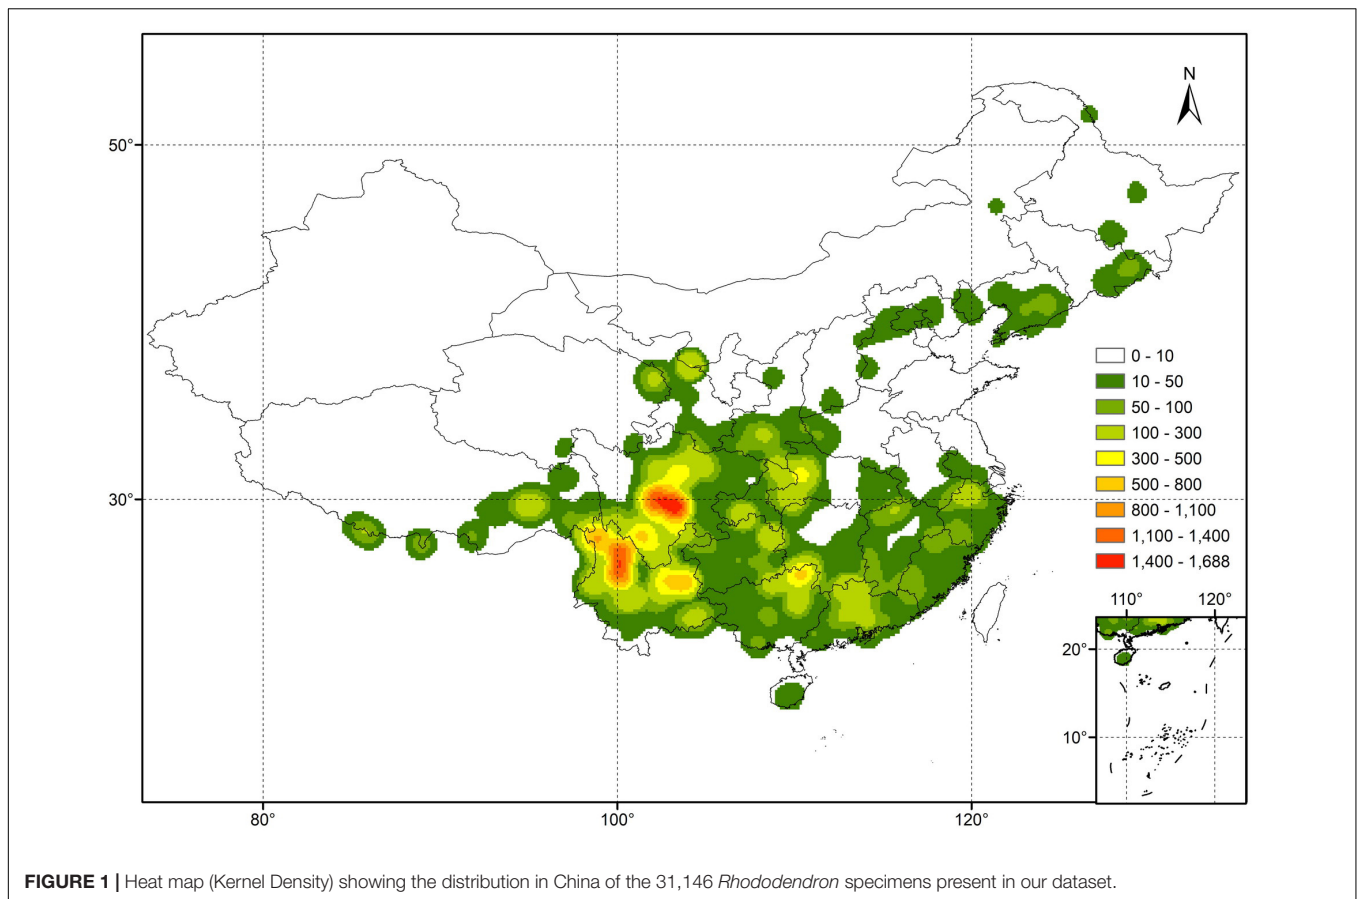 N
50°
30°
80°
100°
120°
0 - 10
10 - 50
50 - 100
100 - 300
300 - 500
500 - 800
800 - 1,100
1,100 - 1,400
1,400 - 1,688
110°
120°
20°
10°
FIGURE 1 | Heat map (Kernel Density) showing the distribution in China of the 31,146 Rhododendron specimens present in our dataset.